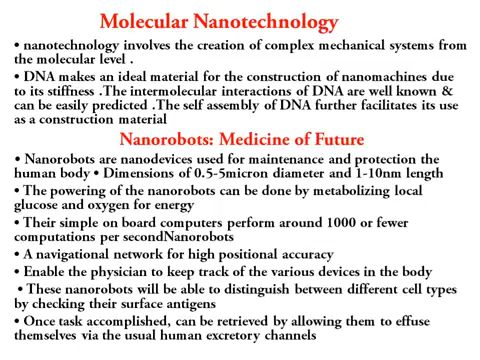 Molecular Nanotechnology
• nanotechnology involves the creation of complex mechanical systems from
the molecular level .
• DNA makes an ideal material for the construction of nanomachines due
to its stiffness .The intermolecular interactions of DNA are well known &
can be easily predicted .The self assembly of DNA further facilitates its use
as a construction material
Nanorobots: Medicine of Future
• Nanorobots are nanodevices used for maintenance and protection the
human body • Dimensions of 0.5-5micron diameter and 1-10nm length
• The powering of the nanorobots can be done by metabolizing local
glucose and oxygen for energy
• Their simple on board computers perform around 1000 or fewer
computations per secondNanorobots
• A navigational network for high positional accuracy
• Enable the physician to keep track of the various devices in the body
• These nanorobots will be able to distinguish between different cell types
by checking their surface antigens
• Once task accomplished, can be retrieved by allowing them to effuse
themselves via the usual human excretory channels